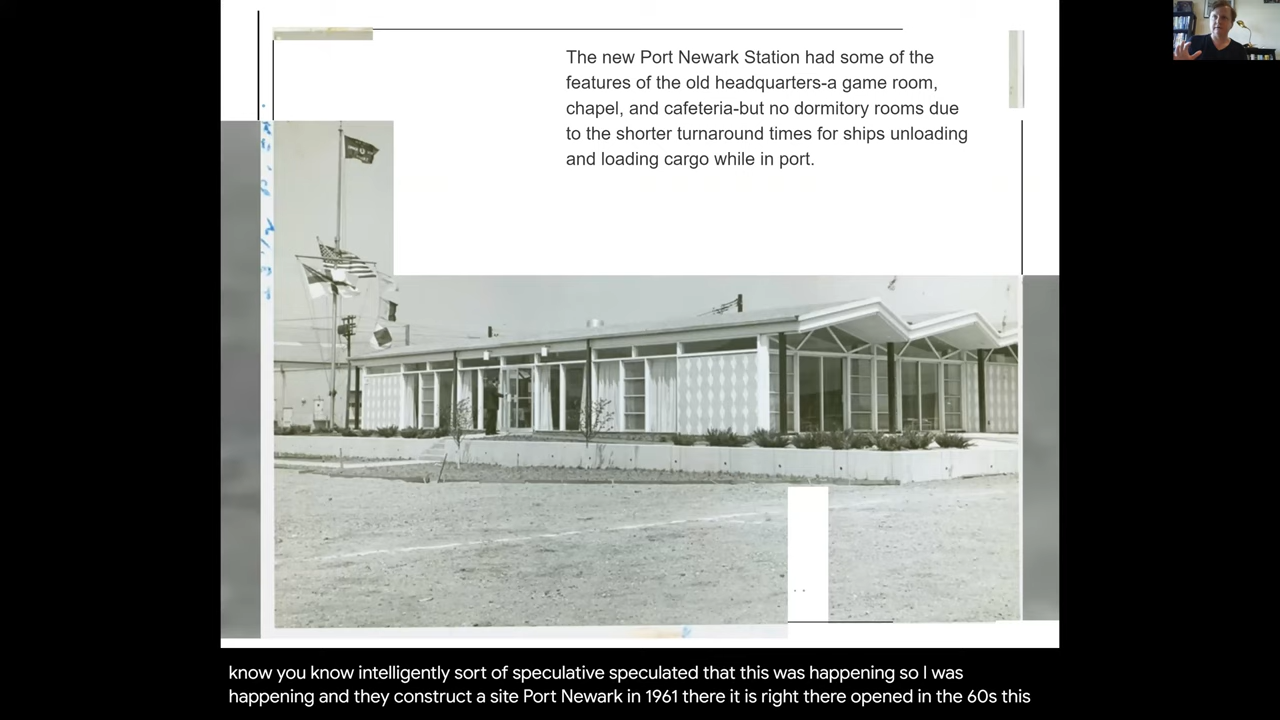 The new Port Newark Station had some of the
features of the old headquarters-a game room,
chapel, and cafeteria-but no dormitory rooms due
to the shorter turnaround times for ships unloading
and loading cargo while in port.
know you know intelligently sort of speculative speculated that this was happening so I was
happening and they construct a site Port Newark in 1961 there it is right there opened in the 60s this